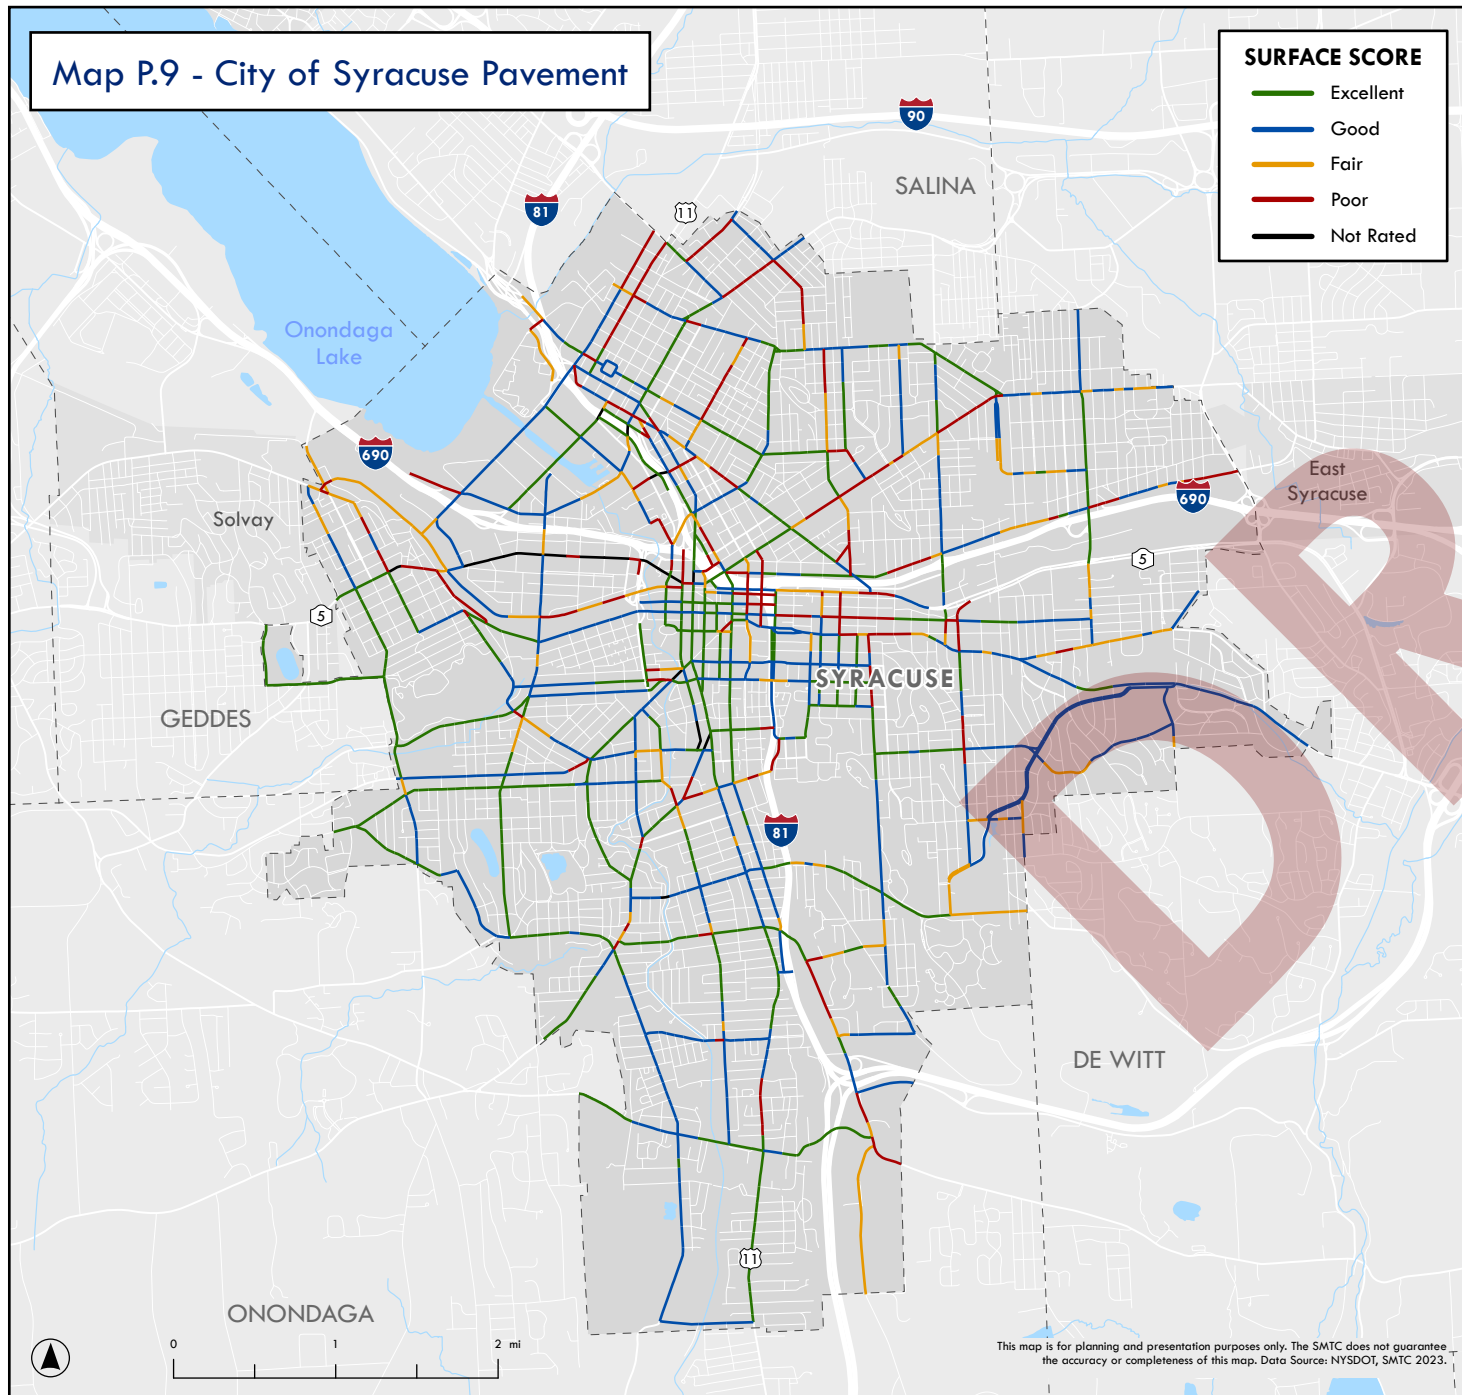 Map P.9 - City of Syracuse Pavement
SURFACE SCORE
Excellent
Good
Fair
Poor
Not Rated
90
SALINA
81
11
Onondaga
Lake
690
East
Syracuse
690
Solvay
5
5
SYRACUSE
GEDDES
81
DE WITT
11
ONONDAGA
0 1 2 mi
This map is for planning and presentation purposes only. The SMTC does not guarantee
the accuracy or completeness of this map. Data Source: NYSDOT, SMTC 2023.